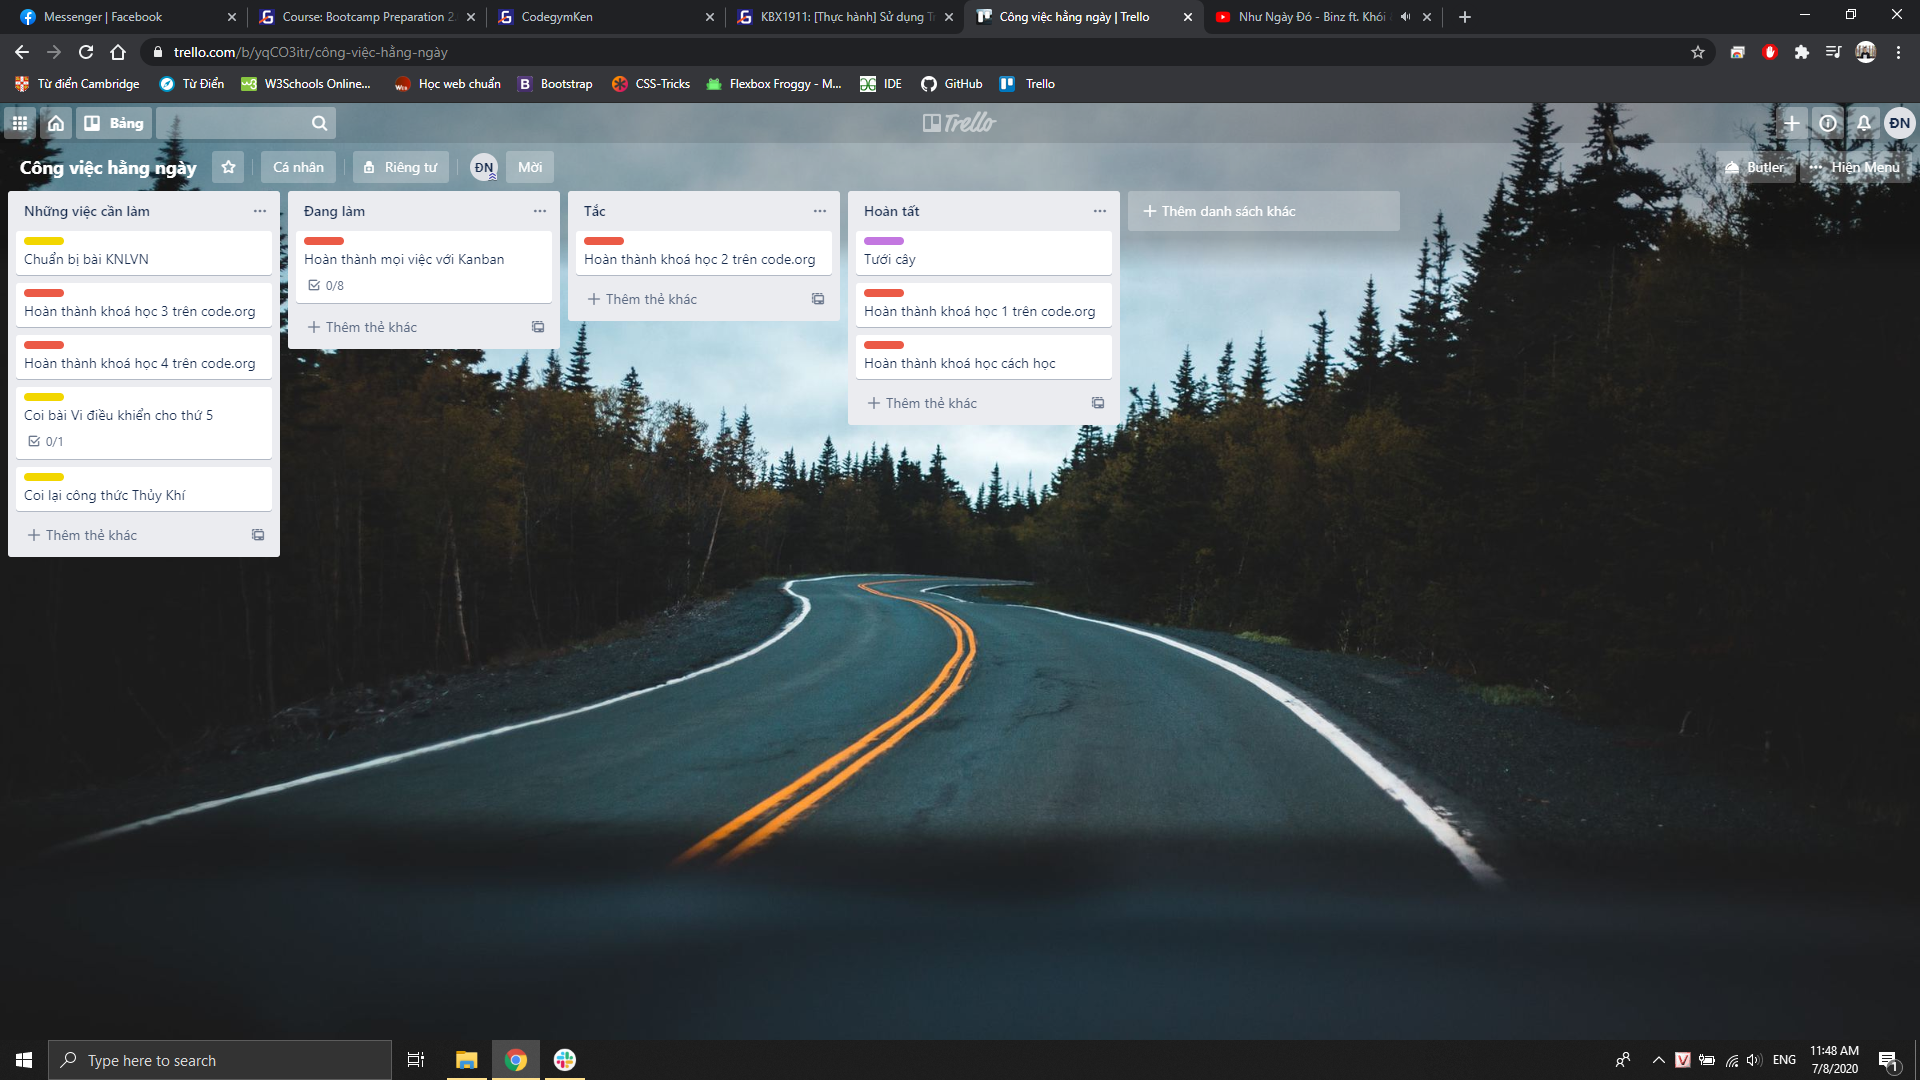 Messenger | Facebook
Course: Bootcamp Preparation 2.
CodegymKen
KBX1911: [Thực hành] Sử dụng Tr
Công việc hằng ngày | Trello
Như Ngày Đó - Binz ft. Khói
trello.com/b/yqCO3itr/công-việc-hằng-ngày
Từ điển Cambridge
Từ Điển
W3Schools Online...
Học web chuẩn
Bootstrap
CSS-Tricks
Flexbox Froggy - M...
IDE
GitHub
Trello
Bảng
Trello
ĐN
Công việc hằng ngày
Cá nhân
Riêng tư
ĐN
Mời
Butler
Hiện Menu
Những việc cần làm
Chuẩn bị bài KNLVN
Hoàn thành khoá học 3 trên code.org
Hoàn thành khoá học 4 trên code.org
Coi bài Vi điều khiển cho thứ 5
0/1
Coi lại công thức Thủy Khí
Thêm thẻ khác
Đang làm
Hoàn thành mọi việc với Kanban
0/8
Thêm thẻ khác
Tắc
Hoàn thành khoá học 2 trên code.org
Thêm thẻ khác
Hoàn tất
Tưới cây
Hoàn thành khoá học 1 trên code.org
Hoàn thành khoá học cách học
Thêm thẻ khác
Thêm danh sách khác
Type here to search
ENG
11:48 AM
7/8/2020
1